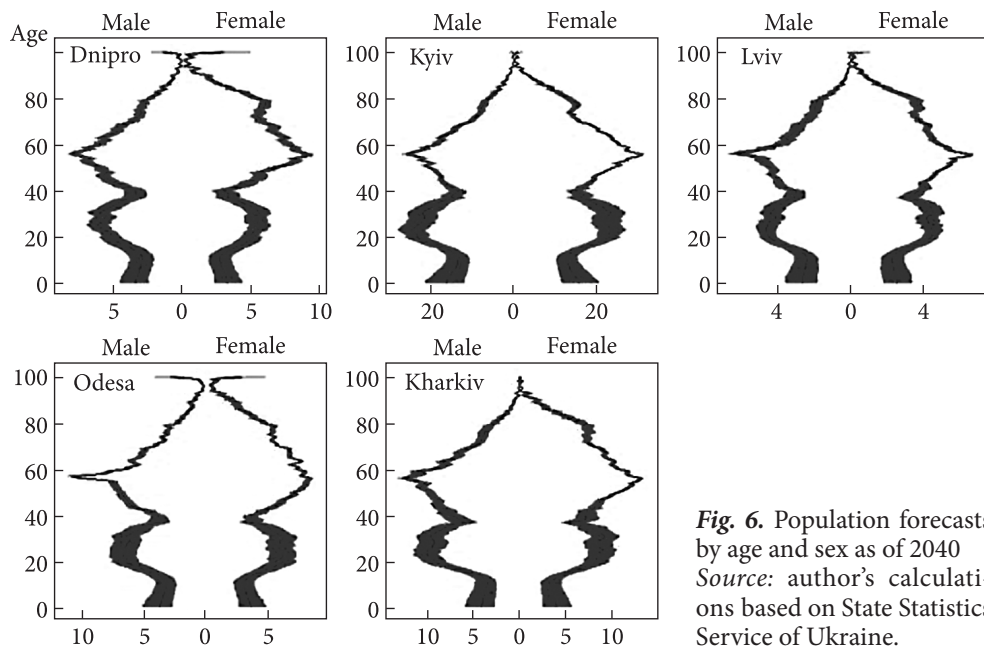 Male Female Male Female Male Female
Age
100 Dnipro 100 Kyiv 100 Lviv
80 80 80
60 60 60
40 40 40
20 20 20
0 0 0
5 0 5 10 20 0 20 4 0 4
Male Female Male Female
100 Odesa 100 Kharkiv
80 80
60 60
40 40
20 20
0 0
10 5 0 5 10 5 0 5 10
Fig. 6. Population forecasts
by age and sex as of 2040
Source: author's calculati-
ons based on State Statistics
Service of Ukraine.